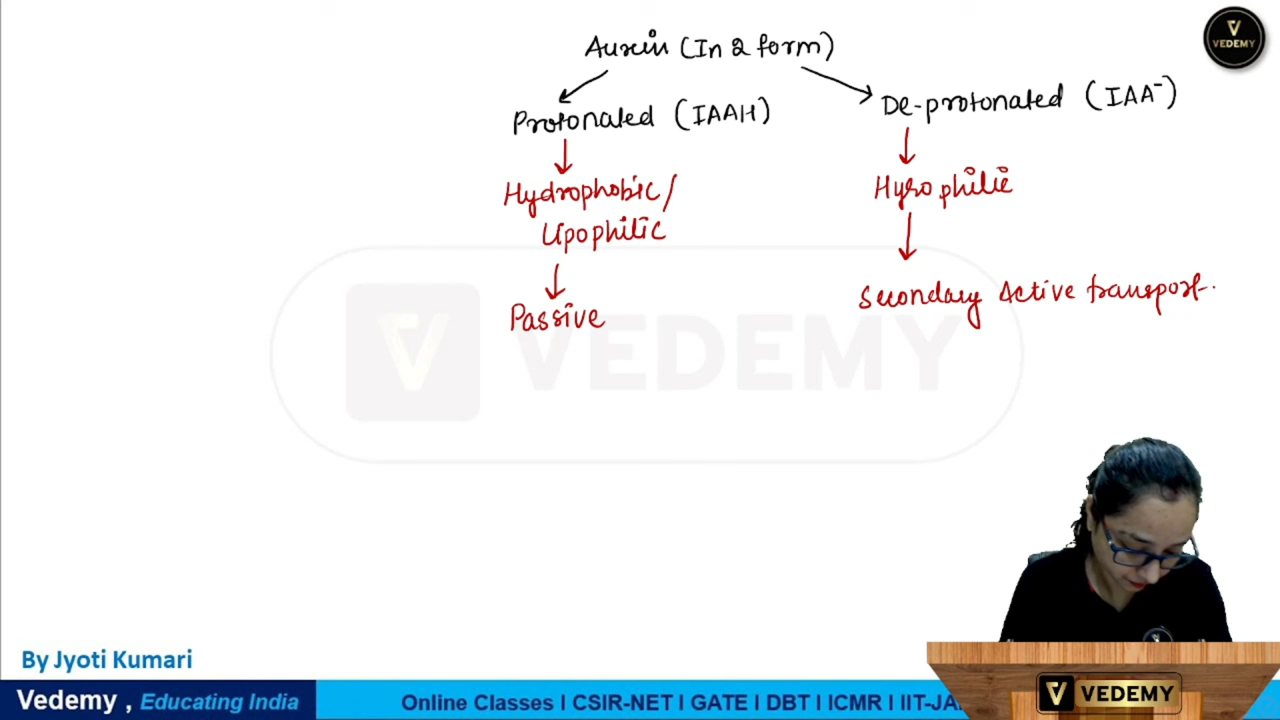 Auxin (In 2 form)
Protonated (IAAH)
De-protonated (IAA⁻)
Hydrophobic/
Lipophilic
Hyrophilic
Passive
Secondary Active transport.
V
VEDEMY
VEDEMY
By Jyoti Kumari
Vedemy , Educating India
Online Classes I CSIR-NET I GATE I DBT I ICMR I IIT-JA
VEDEMY